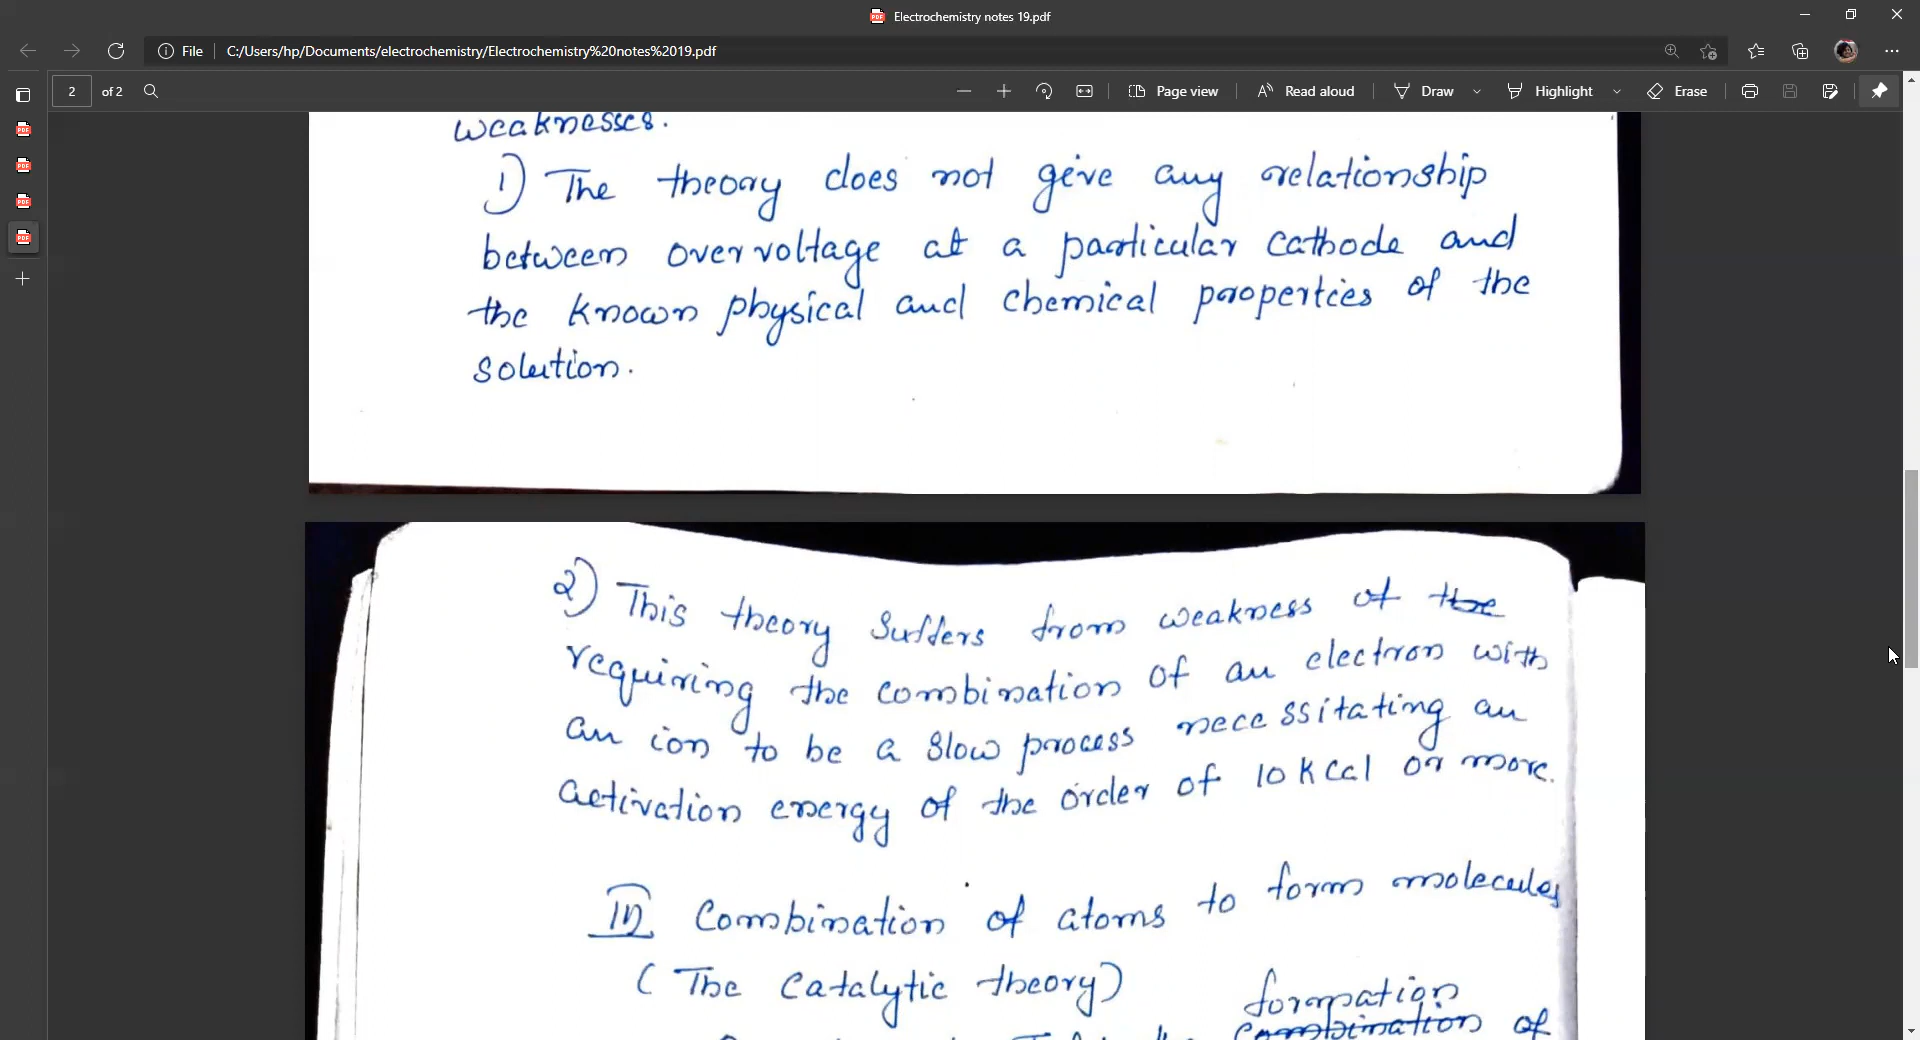 Electrochemistry notes 19.pdf
File C:/Users/hp/Documents/electrochemistry/Electrochemistry%20notes%2019.pdf
2 of 2 Page view Read aloud Draw Highlight Erase
weaknesses.
1) The theory does not give any relationship
between overvoltage at a particular cathode and
the known physical and chemical properties of the
solution.
2) This theory suffers from weakness of the
requiring the combination of an electron with
an ion to be a slow process necessitating an
activation energy of the order of 10 kcal or more.
III Combination of atoms to form molecules
(The Catalytic theory)
formation
combination of